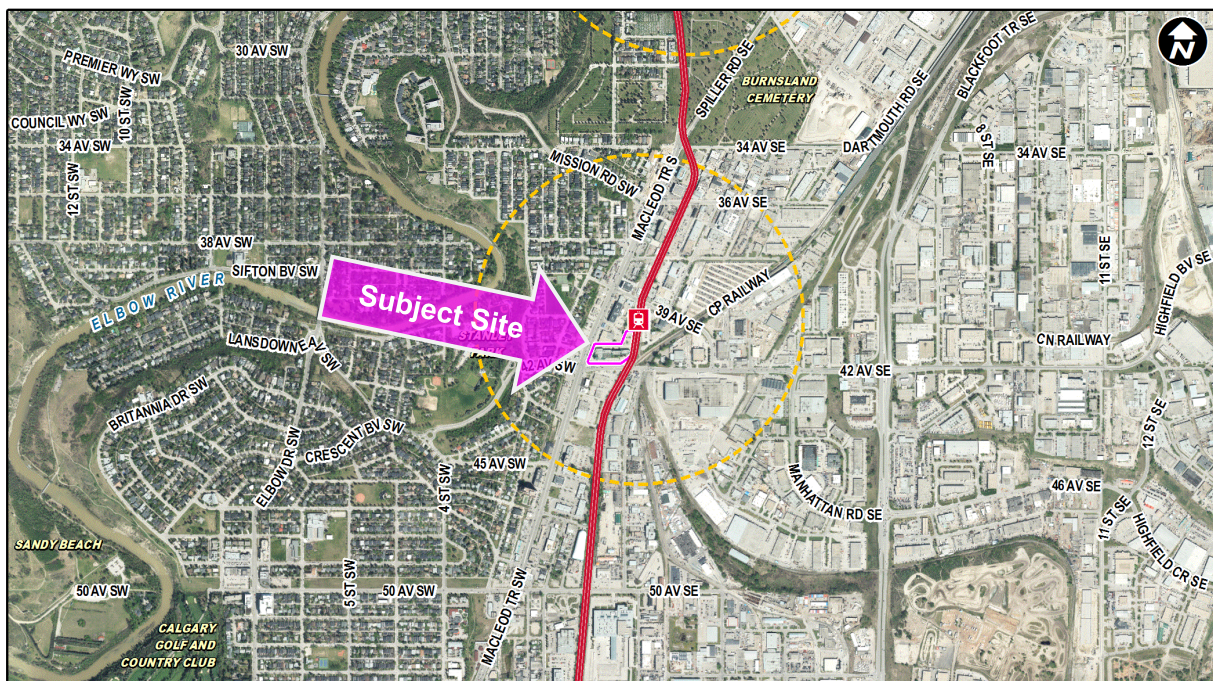 30 AV SW
PREMIER WY SW
10 ST SW
COUNCIL WY SW
34 AV SW
12 ST SW
38 AV SW
SIFTON BV SW
ELBOW RIVER
LANSDOWNE AV SW
BRITANNIA DR SW
ELBOW DR SW
CRESCENT BV SW
45 AV SW
4 ST SW
SANDY BEACH
50 AV SW
5 ST SW
50 AV SW
MACLEOD TR SW
CALGARY
GOLF AND
COUNTRY CLUB
Subject Site
STANLEY
42 AV SW
MISSION RD SW
MACLEOD TR S
SPILLER RD SE
BURNSLAND
CEMETERY
DARTMOUTH RD SE
BLACKFOOT TR SE
N
34 AV SE
8 ST SE
34 AV SE
36 AV SE
39 AV SE
CP RAILWAY
11 ST SE
HIGHFIELD BV SE
CN RAILWAY
42 AV SE
12 ST SE
MANHATTAN RD SE
46 AV SE
11 ST SE
HIGHFIELD CR SE
50 AV SE